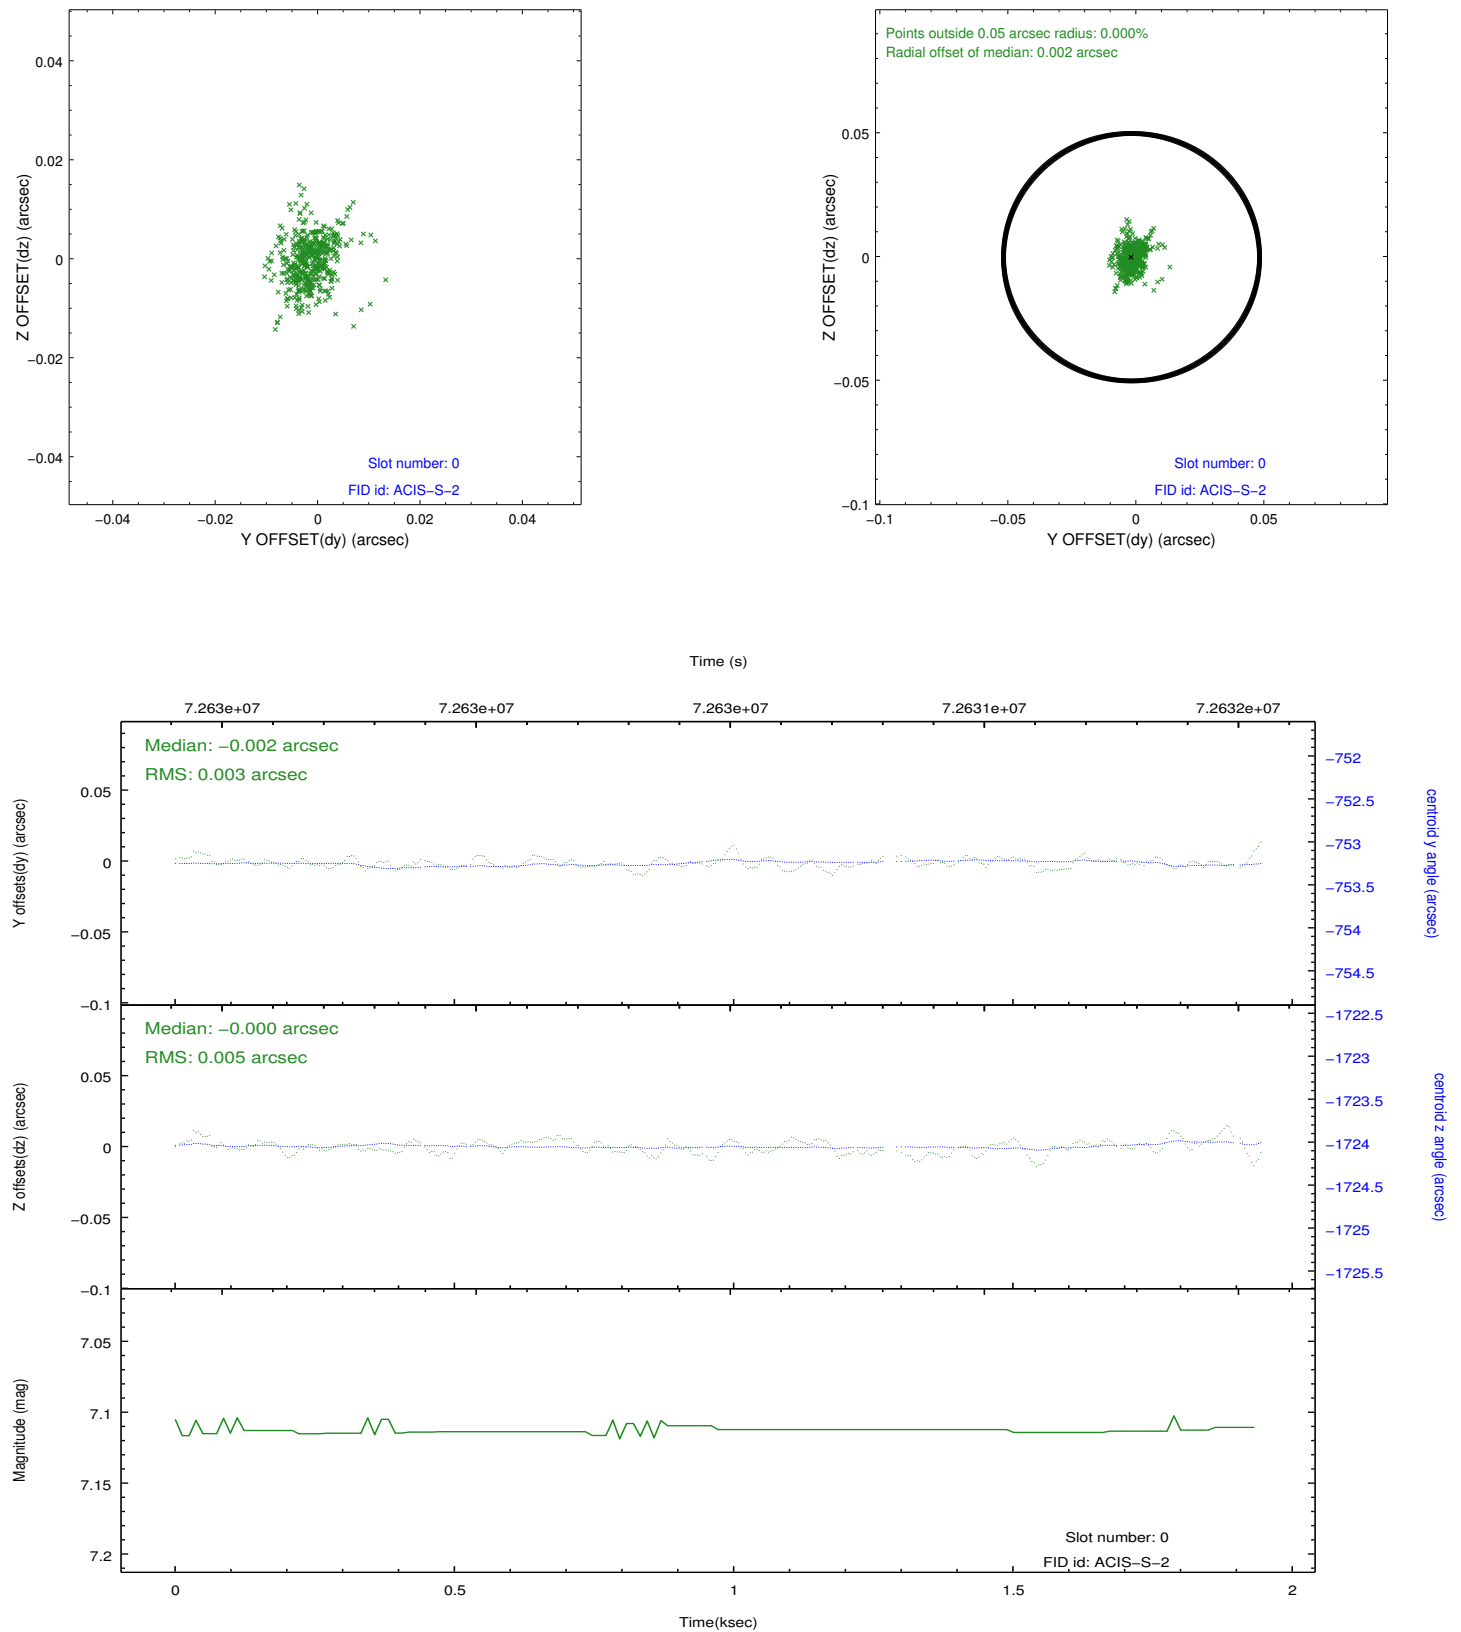 0.04
0.02
0
−0.02
−0.04
Z OFFSET(dz) (arcsec)
Slot number: 0
FID id: ACIS−S−2
−0.04
−0.02
0
0.02
0.04
Y OFFSET(dy) (arcsec)
Points outside 0.05 arcsec radius: 0.000%
Radial offset of median: 0.002 arcsec
0.05
0
−0.05
−0.1
Z OFFSET(dz) (arcsec)
Slot number: 0
FID id: ACIS−S−2
−0.1
−0.05
0
0.05
Y OFFSET(dy) (arcsec)
Time (s)
7.263e+07
7.263e+07
7.263e+07
7.2631e+07
7.2632e+07
Median: −0.002 arcsec
RMS: 0.003 arcsec
0.05
0
−0.05
−0.1
Y offsets(dy) (arcsec)
−752
−752.5
−753
−753.5
−754
−754.5
centroid y angle (arcsec)
Median: −0.000 arcsec
RMS: 0.005 arcsec
0.05
0
−0.05
−0.1
Z offsets(dz) (arcsec)
−1722.5
−1723
−1723.5
−1724
−1724.5
−1725
−1725.5
centroid z angle (arcsec)
7.05
7.1
7.15
7.2
Magnitude (mag)
Slot number: 0
FID id: ACIS−S−2
0
0.5
1
1.5
2
Time(ksec)